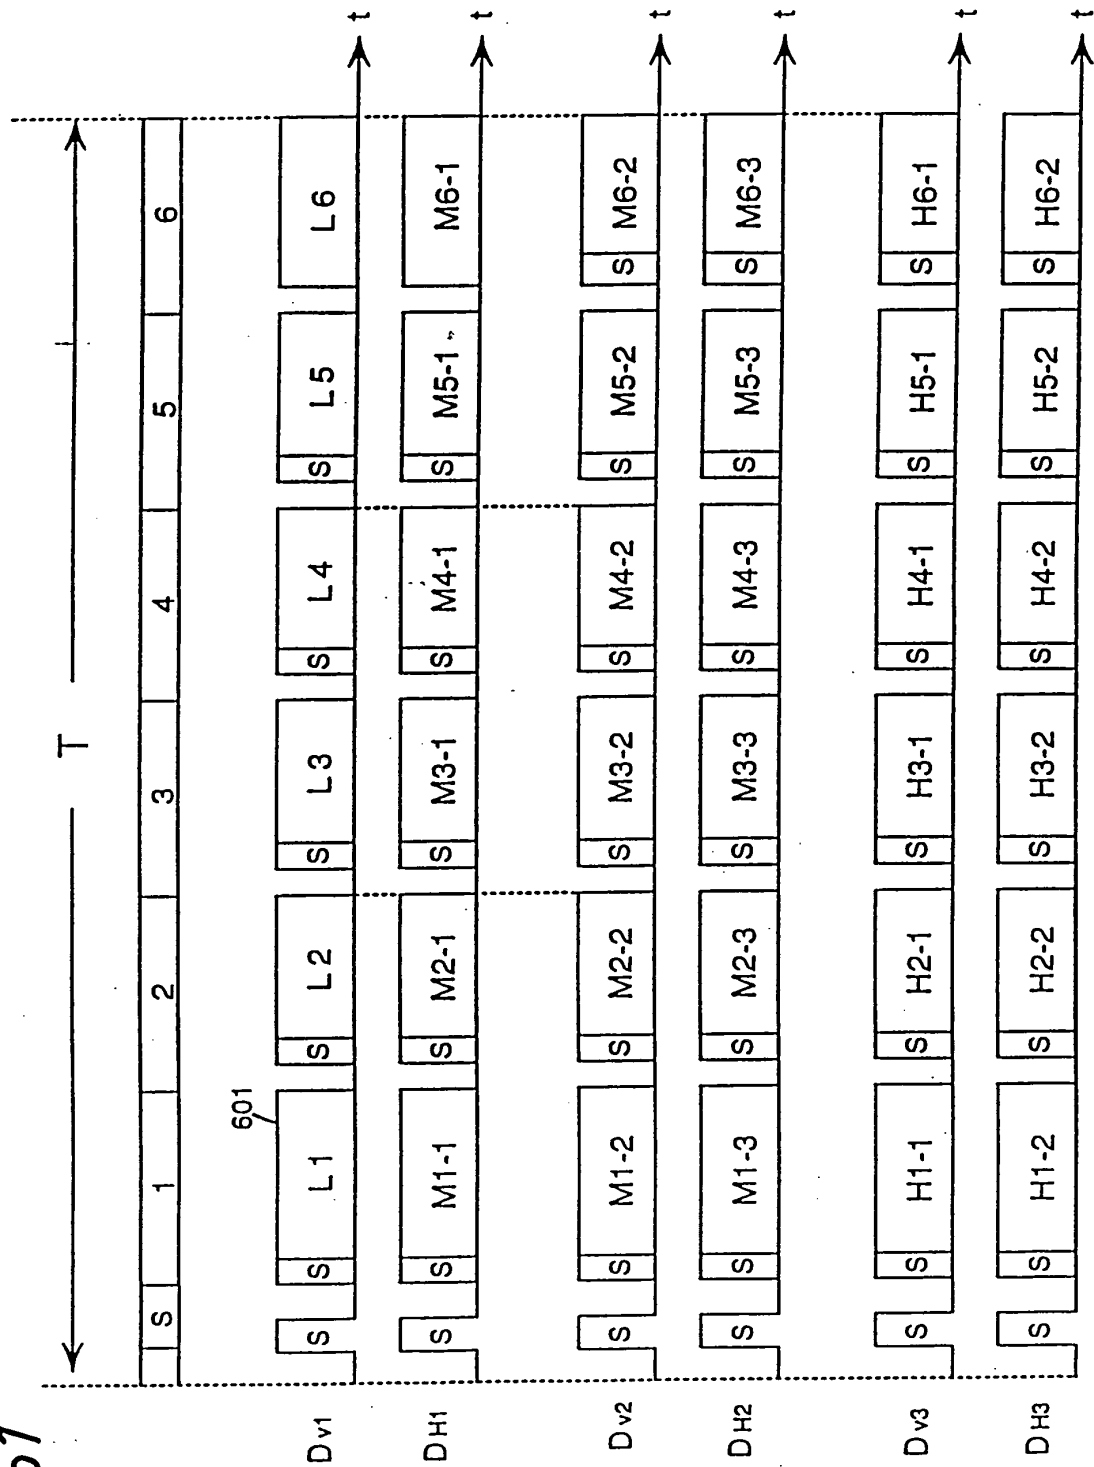 T
S 1 2 3 4 5 6
601
Dv1 S S L1 S L2 S L3 S L4 S L5 L6 t
DH1 S S M1-1 S M2-1 S M3-1 S M4-1 S M5-1 M6-1 t
Dv2 S S M1-2 S M2-2 S M3-2 S M4-2 S M5-2 S M6-2 t
DH2 S S M1-3 S M2-3 S M3-3 S M4-3 S M5-3 S M6-3 t
Dv3 S S H1-1 S H2-1 S H3-1 S H4-1 S H5-1 S H6-1 t
DH3 S S H1-2 S H2-2 S H3-2 S H4-2 S H5-2 S H6-2 t